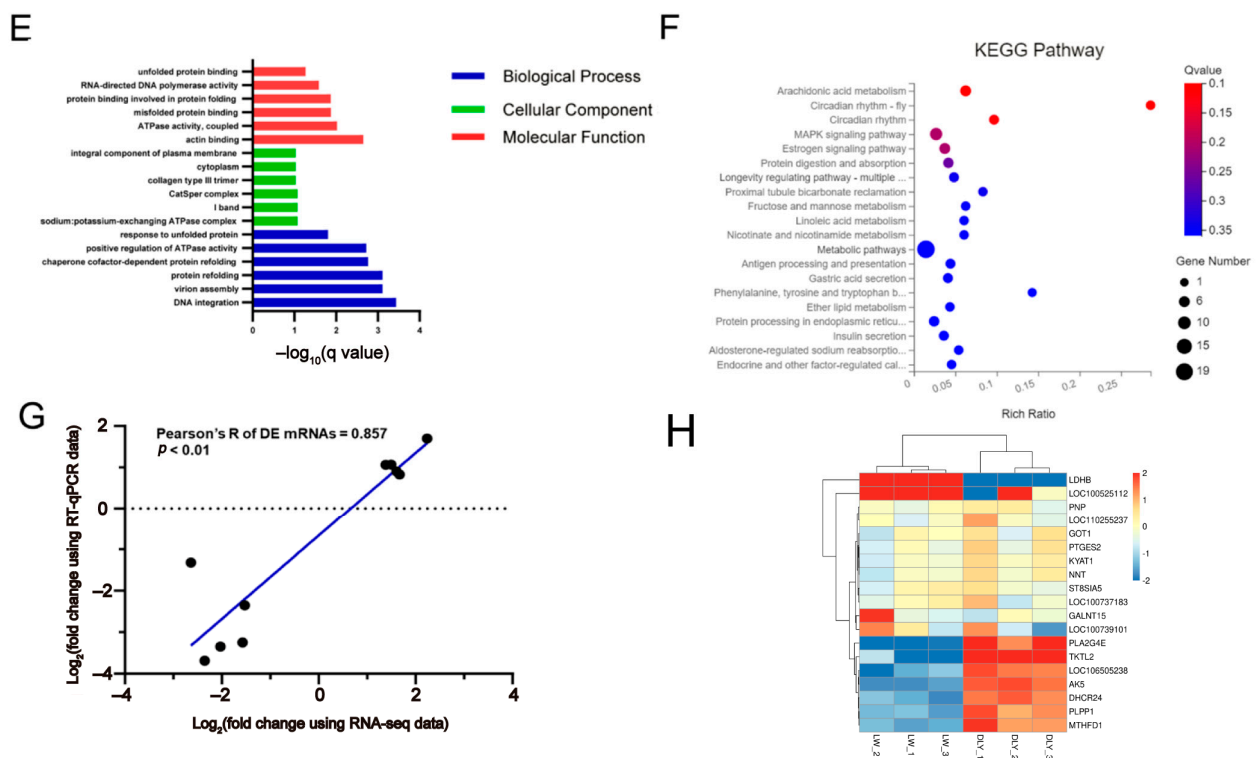 E
unfolded protein binding
RNA-directed DNA polymerase activity
protein binding involved in protein folding
misfolded protein binding
ATPase activity, coupled
actin binding
integral component of plasma membrane
cytoplasm
collagen type III trimer
CatSper complex
I band
sodium:potassium-exchanging ATPase complex
response to unfolded protein
positive regulation of ATPase activity
chaperone cofactor-dependent protein refolding
protein refolding
virion assembly
DNA integration
0 1 2 3 4
–log10(q value)
Biological Process
Cellular Component
Molecular Function
F
KEGG Pathway
Arachidonic acid metabolism
Circadian rhythm - fly
Circadian rhythm
MAPK signaling pathway
Estrogen signaling pathway
Protein digestion and absorption
Longevity regulating pathway - multiple ...
Proximal tubule bicarbonate reclamation
Fructose and mannose metabolism
Linoleic acid metabolism
Nicotinate and nicotinamide metabolism
Metabolic pathways
Antigen processing and presentation
Gastric acid secretion
Phenylalanine, tyrosine and tryptophan b...
Ether lipid metabolism
Protein processing in endoplasmic reticu...
Insulin secretion
Aldosterone-regulated sodium reabsorptio...
Endocrine and other factor-regulated cal...
0 0.05 0.1 0.15 0.2 0.25
Rich Ratio
Qvalue
0.1
0.15
0.2
0.25
0.3
0.35
Gene Number
1
6
10
15
19
G
Pearson's R of DE mRNAs = 0.857
p < 0.01
Log2(fold change using RT-qPCR data)
2
0
–2
–4
–4 –2 0 2 4
Log2(fold change using RNA-seq data)
H
LDHB
LOC100525112
PNP
LOC110255237
GOT1
PTGES2
KYAT1
NNT
ST8SIA5
LOC100737183
GALNT15
LOC100739101
PLA2G4E
TKTL2
LOC106505238
AK5
DHCR24
PLPP1
MTHFD1
LW_2 LW_1 LW_3 DLY_1 DLY_2 DLY_3
2
1
0
-1
-2